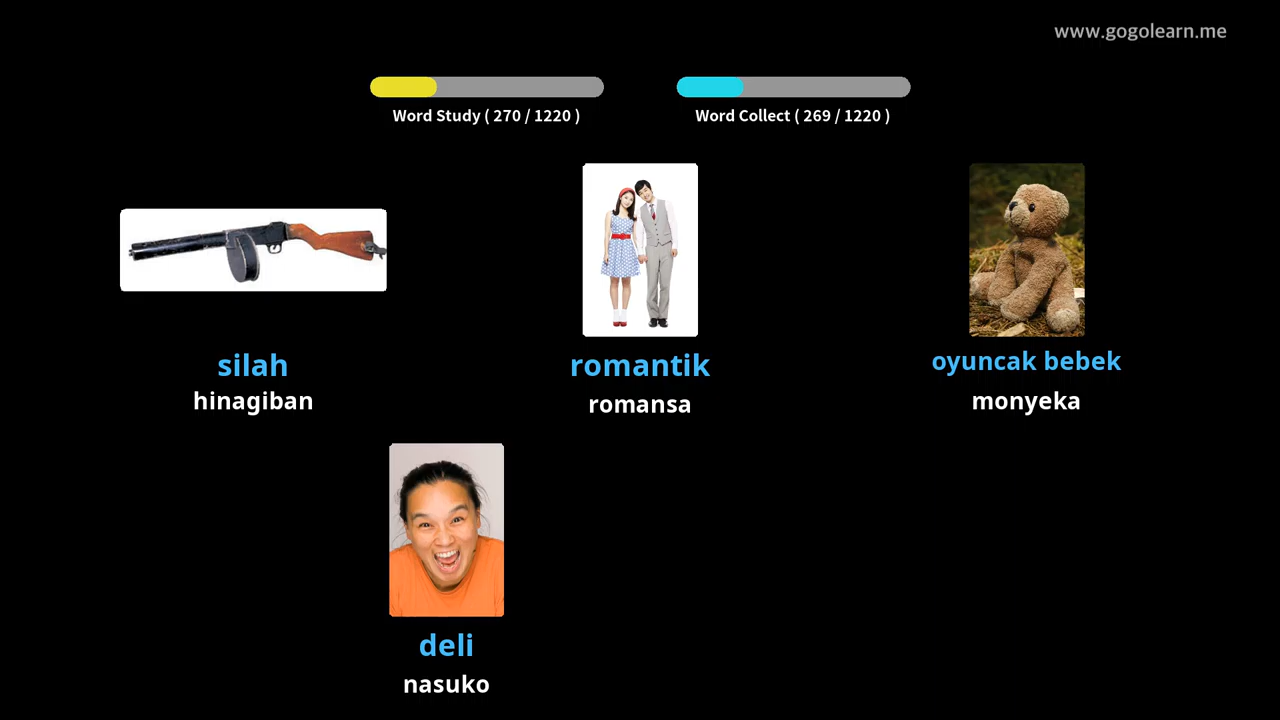 www.gogolearn.me
Word Study ( 270 / 1220 )
Word Collect ( 269 / 1220 )
silah
hinagiban
romantik
romansa
oyuncak bebek
monyeka
deli
nasuko